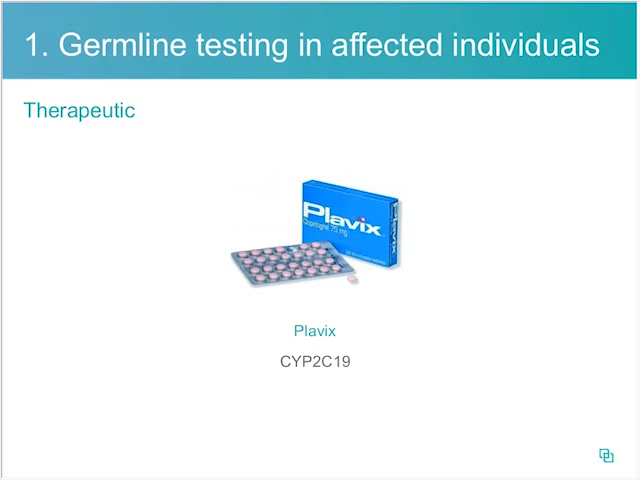 1. Germline testing in affected individuals
Therapeutic
Plavix
Clopidogrel 75 mg
Plavix
CYP2C19